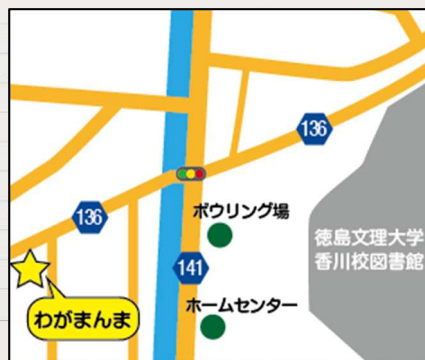 136
136
ボウリング場
徳島文理大学
香川校図書館
141
ホームセンター
わがまんま